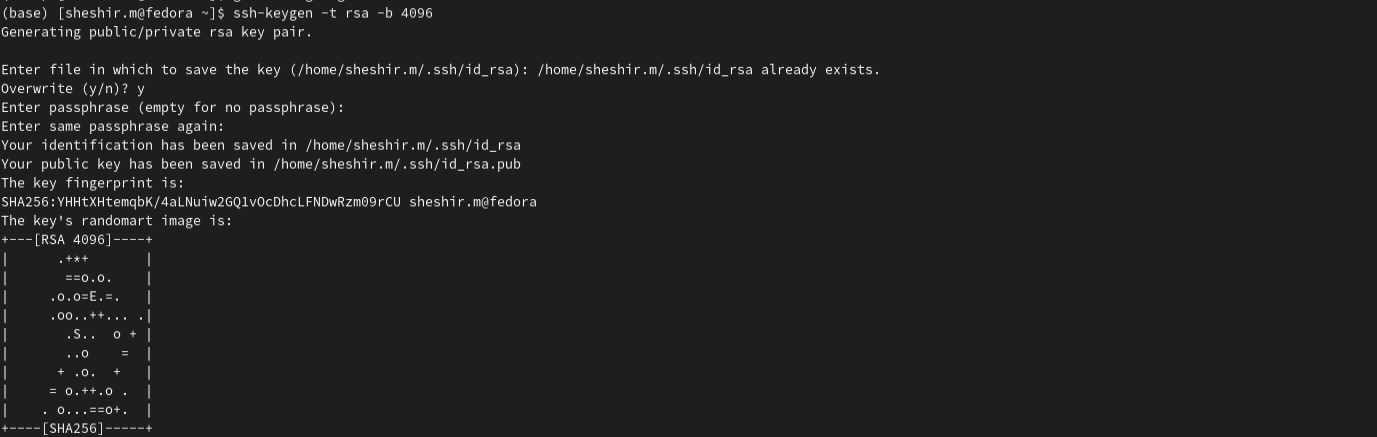 (base) [sheshir.m@fedora ~]$ ssh-keygen -t rsa -b 4096
Generating public/private rsa key pair.
Enter file in which to save the key (/home/sheshir.m/.ssh/id_rsa): /home/sheshir.m/.ssh/id_rsa already exists.
Overwrite (y/n)? y
Enter passphrase (empty for no passphrase):
Enter same passphrase again:
Your identification has been saved in /home/sheshir.m/.ssh/id_rsa
Your public key has been saved in /home/sheshir.m/.ssh/id_rsa.pub
The key fingerprint is:
SHA256:YHHtXHtemqbK/4aLNuiw2GQ1vOcDhcLFNDwRzm09rCU sheshir.m@fedora
The key's randomart image is:
+---[RSA 4096]----+
|      .+*+       |
|       ==o.o.    |
|     .o.o=E.=.   |
|     .oo..++... .|
|       .S..  o + |
|       ..o    =  |
|      + .o.  +   |
|     = o.++.o .  |
|    . o...==o+.  |
+----[SHA256]-----+